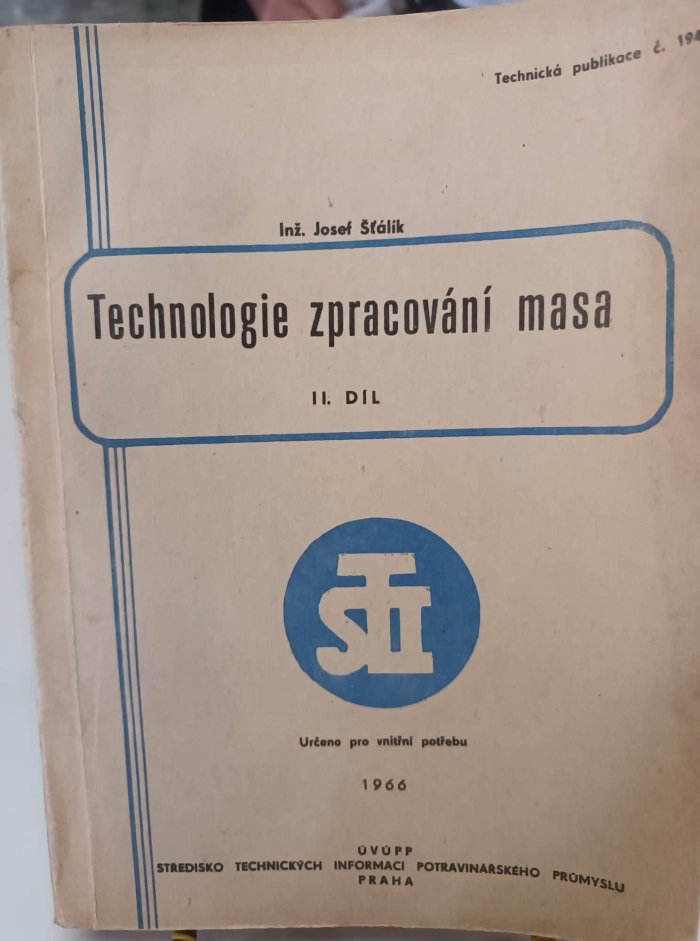 Technická publikace č. 194
Inž. Josef Šťálík
Technologie zpracování masa
II. DÍL
STI
Určeno pro vnitřní potřebu
1966
ÚVÚPP
STŘEDISKO TECHNICKÝCH INFORMACÍ POTRAVINÁŘSKÉHO PRŮMYSLU
PRAHA